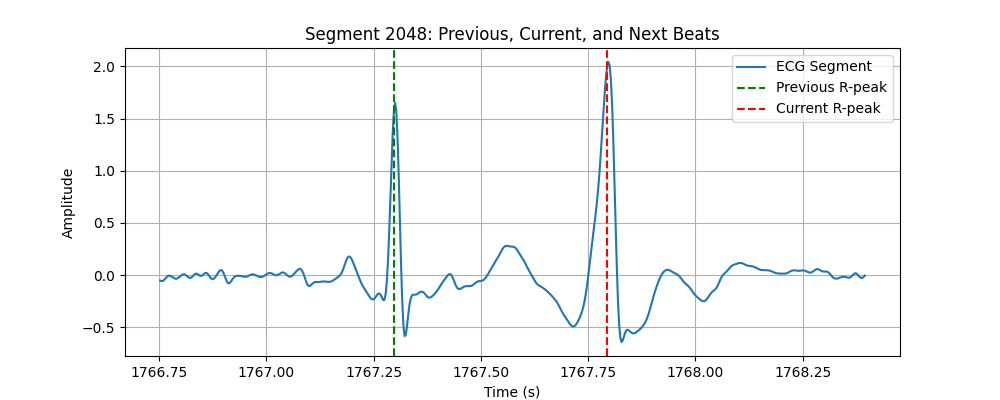 Segment 2048: Previous, Current, and Next Beats
ECG Segment
Previous R-peak
Current R-peak
Amplitude
2.0
1.5
1.0
0.5
0.0
−0.5
1766.75 1767.00 1767.25 1767.50 1767.75 1768.00 1768.25
Time (s)